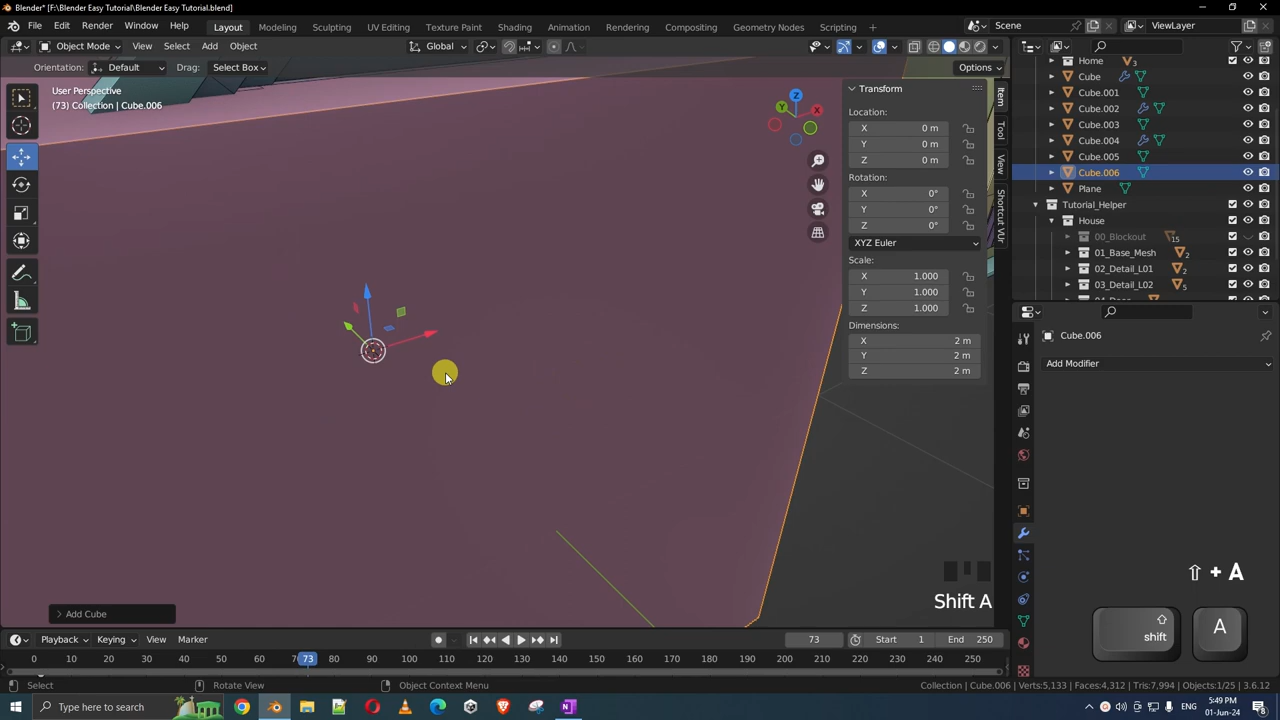 Blender* [F:\Blender Easy Tutorial\Blender Easy Tutorial.blend]
File Edit Render Window Help Layout Modeling Sculpting UV Editing Texture Paint Shading Animation Rendering Compositing Geometry Nodes Scripting Scene ViewLayer
Object Mode View Select Add Object Global
Orientation: Default Drag: Select Box Options
User Perspective
(73) Collection | Cube.006
Z
Y
X
Transform
Location:
X 0 m
Y 0 m
Z 0 m
Rotation:
X 0°
Y 0°
Z 0°
XYZ Euler
Scale:
X 1.000
Y 1.000
Z 1.000
Dimensions:
X 2 m
Y 2 m
Z 2 m
Item
Tool
View
Shortcut VUr
Home 3
Cube
Cube.001
Cube.002
Cube.003
Cube.004
Cube.005
Cube.006
Plane
Tutorial_Helper
House
00_Blockout 15
01_Base_Mesh 2
02_Detail_L01 2
03_Detail_L02 5
Cube.006
Add Modifier
⇧ + A
shift
A
Shift A
Add Cube
Playback Keying View Marker 73 Start 1 End 250
0 10 20 30 40 50 60 73 80 90 100 110 120 130 140 150 160 170 180 190 200 210 220 230 240 250
Select Rotate View Object Context Menu Collection | Cube.006 | Verts:5,133 | Faces:4,312 | Tris:7,994 | Objects:1/25 | 3.6.12
Type here to search
5:49 PM
01-Jun-24